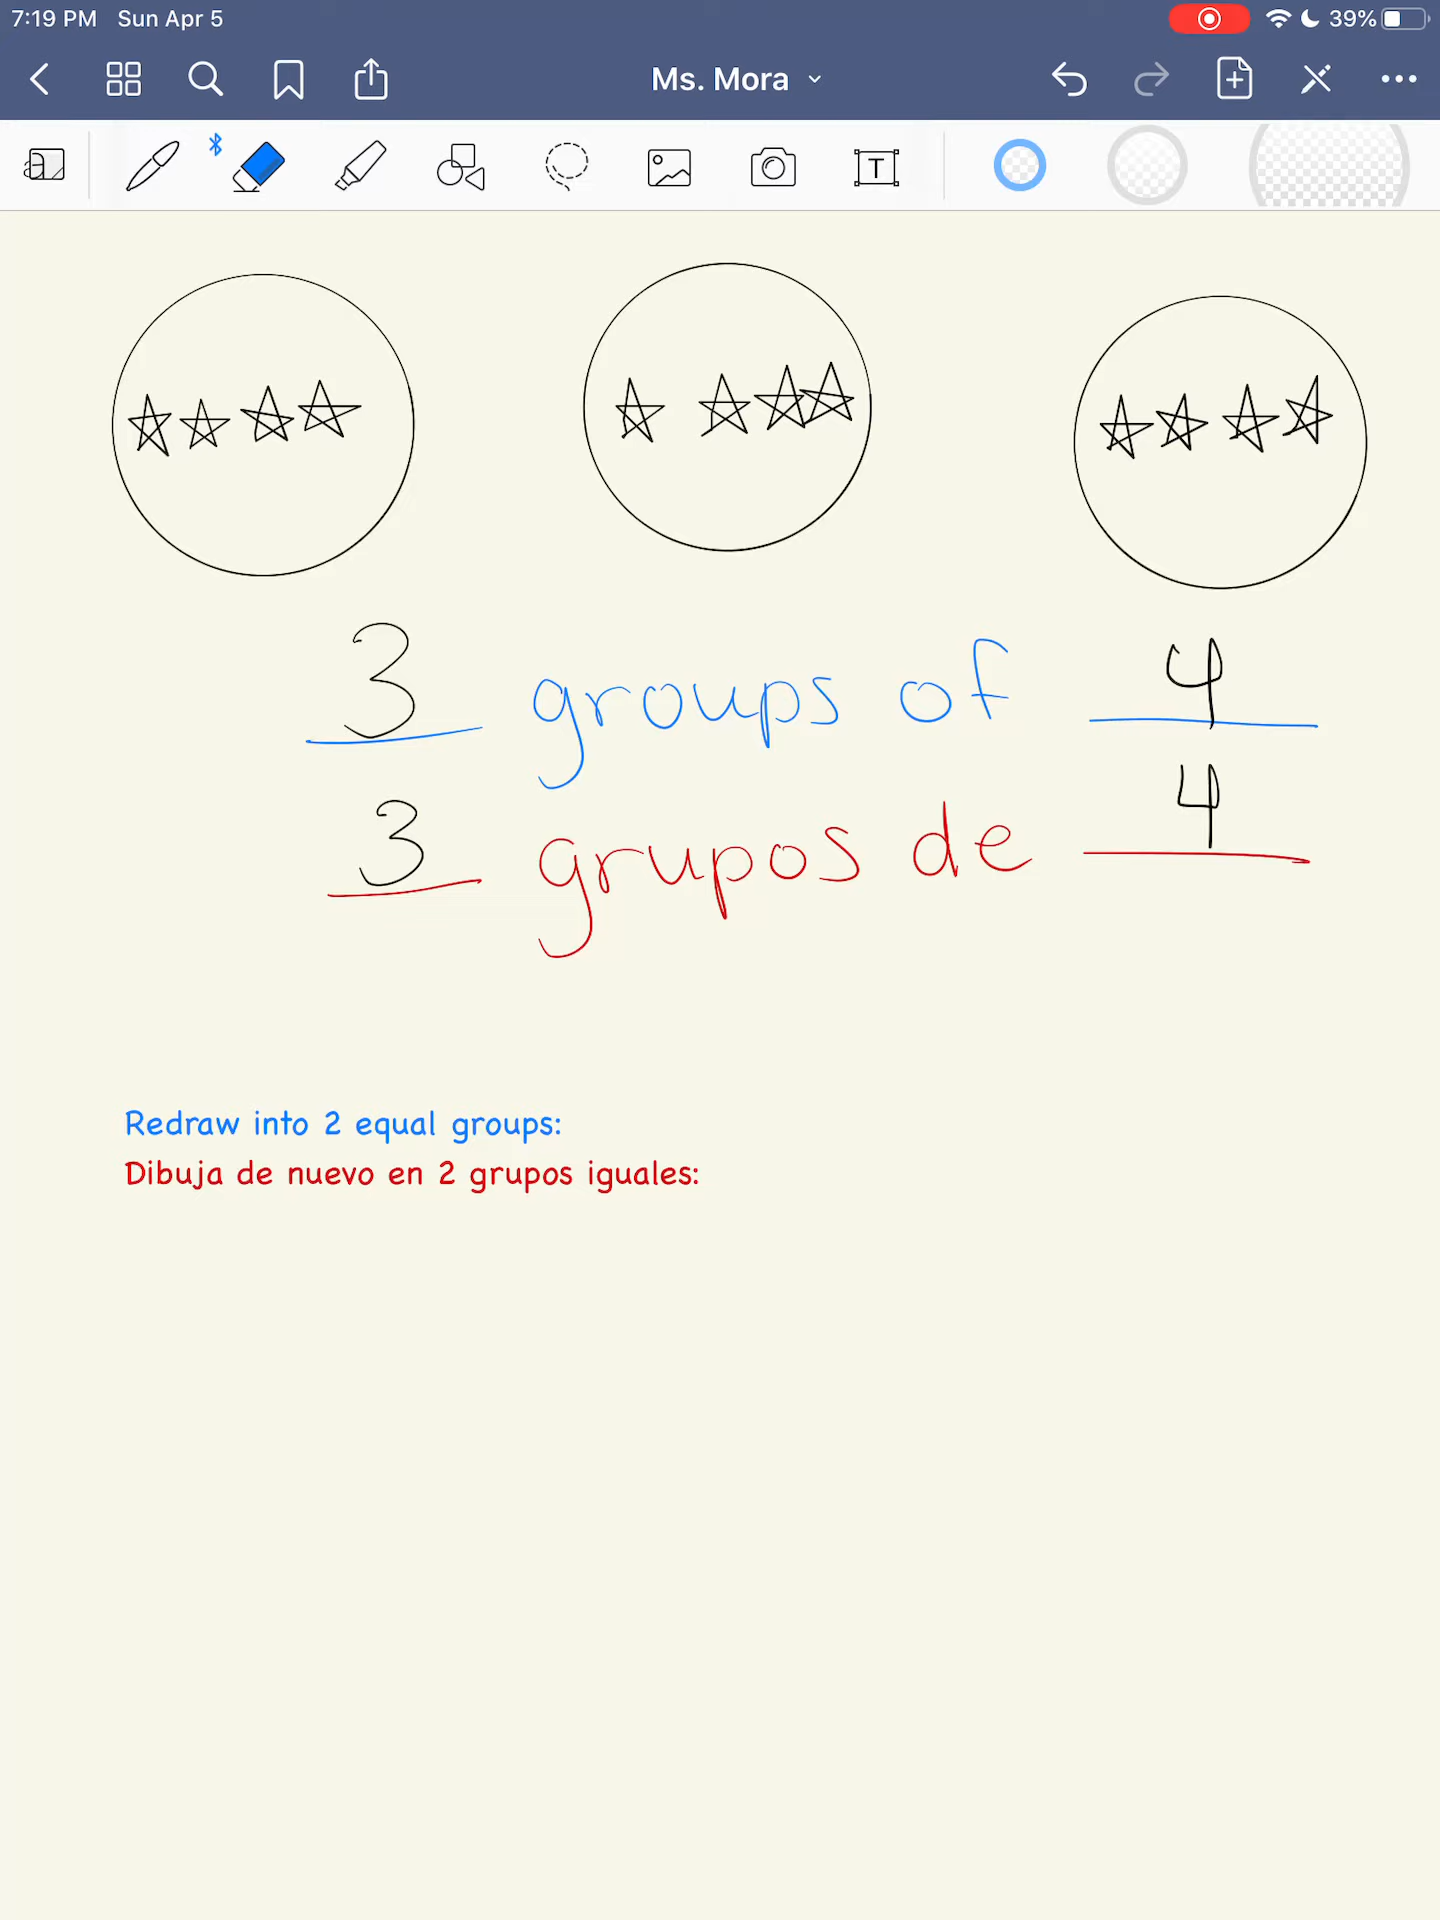 7:19 PM Sun Apr 5 39%
Ms. Mora
3 groups of 4
3 grupos de 4
Redraw into 2 equal groups:
Dibuja de nuevo en 2 grupos iguales: